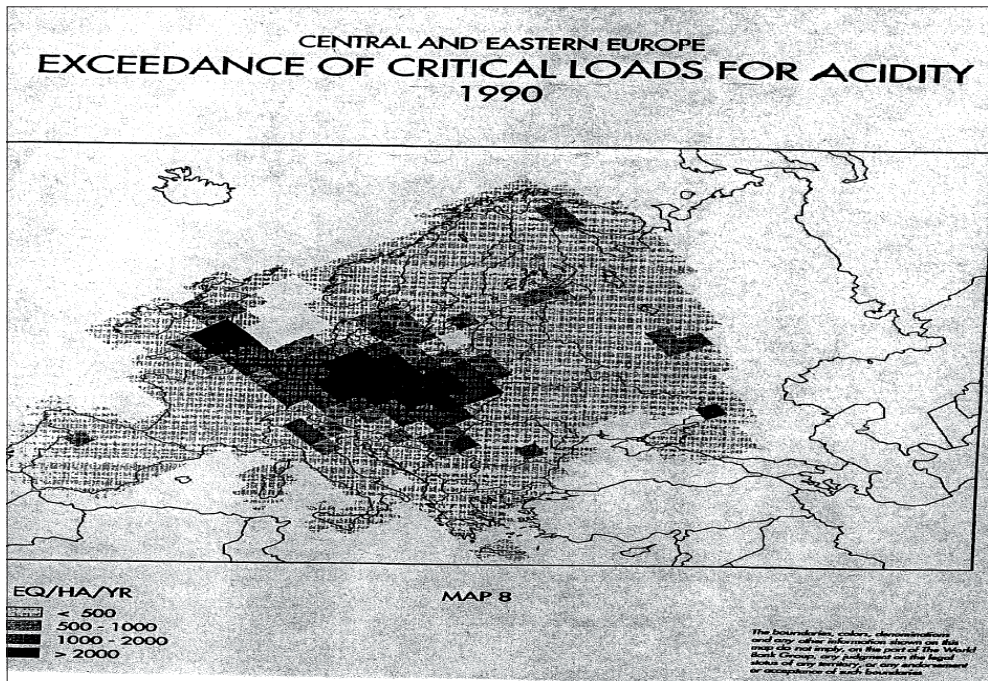 CENTRAL AND EASTERN EUROPE
EXCEEDANCE OF CRITICAL LOADS FOR ACIDITY
1990
EQ/HA/YR
< 500
500 - 1000
1000 - 2000
> 2000
MAP 8
The boundaries, colors, denominations
and any other information shown on this
map do not imply, on the part of The World
Bank Group, any judgment on the legal
status of any territory, or any endorsement
or acceptance of such boundaries